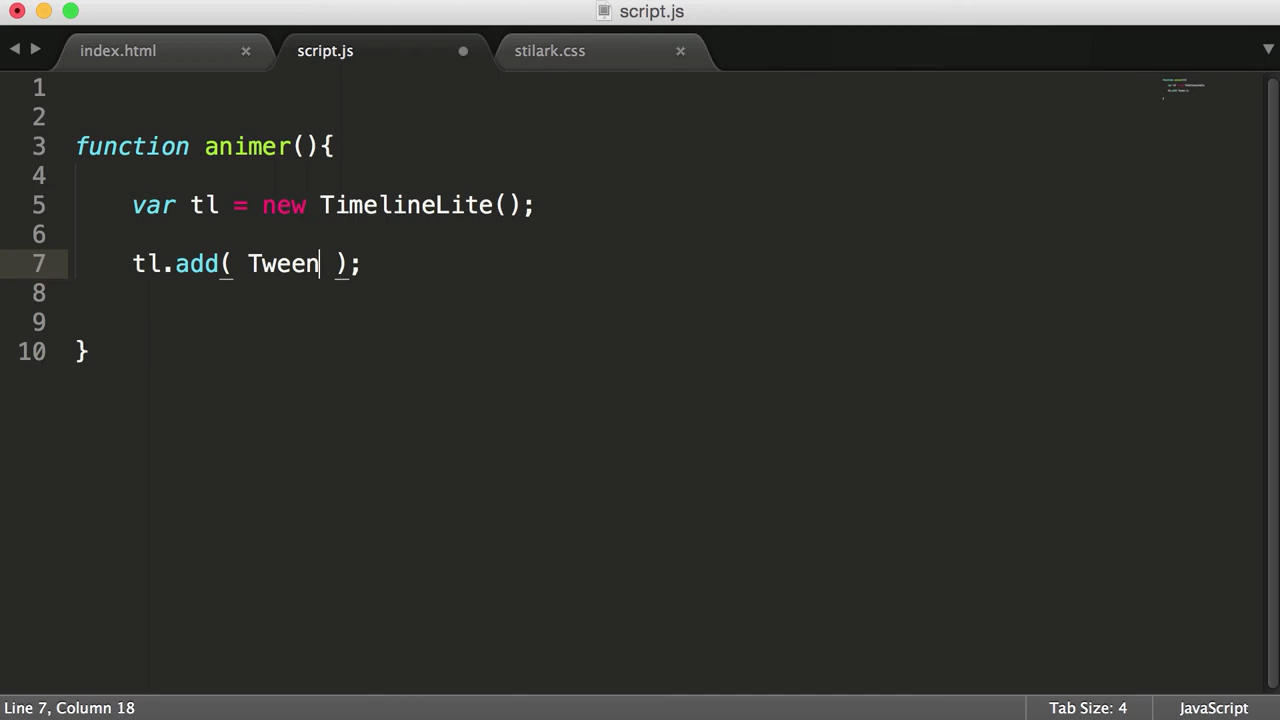 script.js
index.html
script.js
stilark.css
1
2
3 function animer(){
4
5 var tl = new TimelineLite();
6
7 tl.add( Tween );
8
9
10 }
Line 7, Column 18
Tab Size: 4
JavaScript